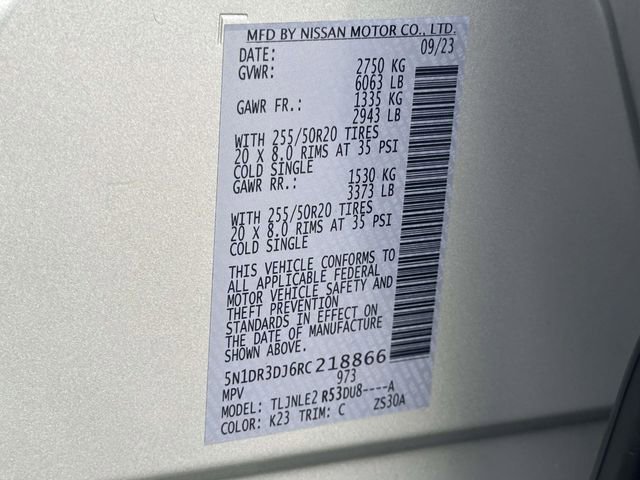 MFD BY NISSAN MOTOR CO., LTD.
DATE: 09/23
GVWR: 2750 KG
6063 LB
GAWR FR.: 1335 KG
2943 LB
WITH 255/50R20 TIRES
20 X 8.0 RIMS AT 35 PSI
COLD SINGLE
GAWR RR.: 1530 KG
3373 LB
WITH 255/50R20 TIRES
20 X 8.0 RIMS AT 35 PSI
COLD SINGLE
THIS VEHICLE CONFORMS TO
ALL APPLICABLE FEDERAL
MOTOR VEHICLE SAFETY AND
THEFT PREVENTION
STANDARDS IN EFFECT ON
THE DATE OF MANUFACTURE
SHOWN ABOVE.
5N1DR3DJ6RC218866
MPV 973
MODEL: TLJNLE2 R53DU8----A
COLOR: K23 TRIM: C ZS30A